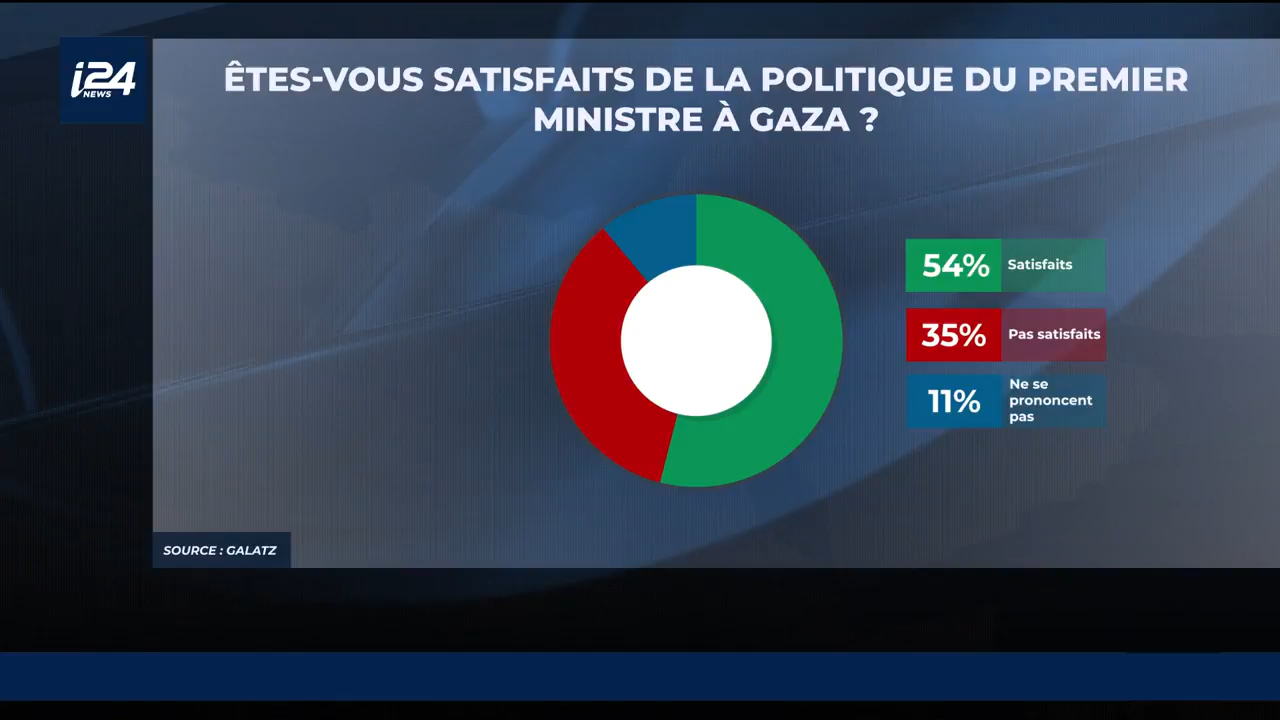 i24
NEWS
ÊTES-VOUS SATISFAITS DE LA POLITIQUE DU PREMIER
MINISTRE À GAZA ?
54% Satisfaits
35% Pas satisfaits
11% Ne se
prononcent
pas
SOURCE : GALATZ